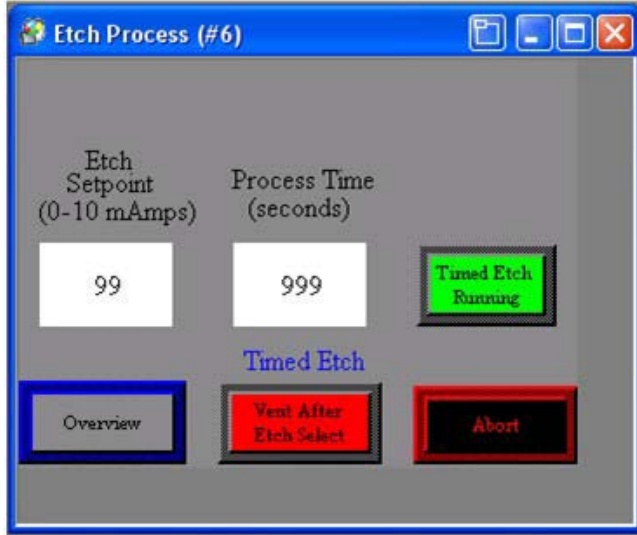 Etch Process (#6)
Etch
Setpoint
(0-10 mAmps)
Process Time
(seconds)
99
999
Timed Etch
Running
Timed Etch
Overview
Vent After
Etch Select
Abort